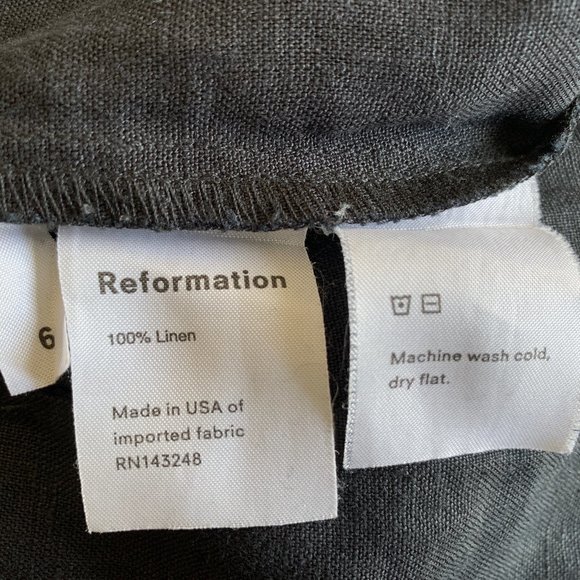 6
Reformation
100% Linen
Made in USA of
imported fabric
RN143248
Machine wash cold,
dry flat.